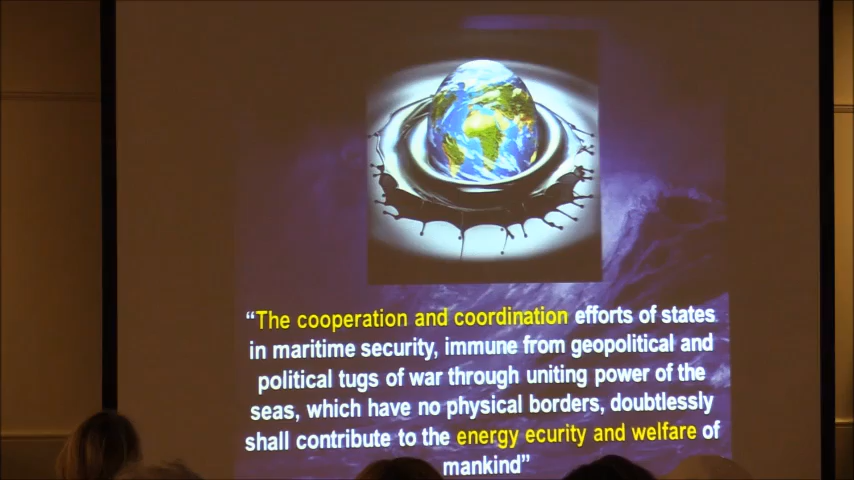 “The cooperation and coordination efforts of states
in maritime security, immune from geopolitical and
political tugs of war through uniting power of the
seas, which have no physical borders, doubtlessly
shall contribute to the energy ecurity and welfare of
mankind”